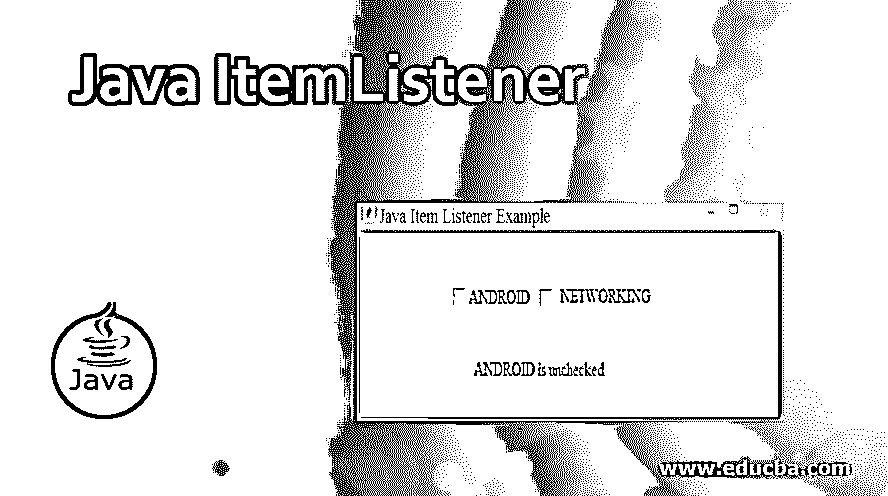 Java ItemListener
Java Item Listener Example
ANDROID NETWORKING
ANDROID is unchecked
Java
www.educba.com